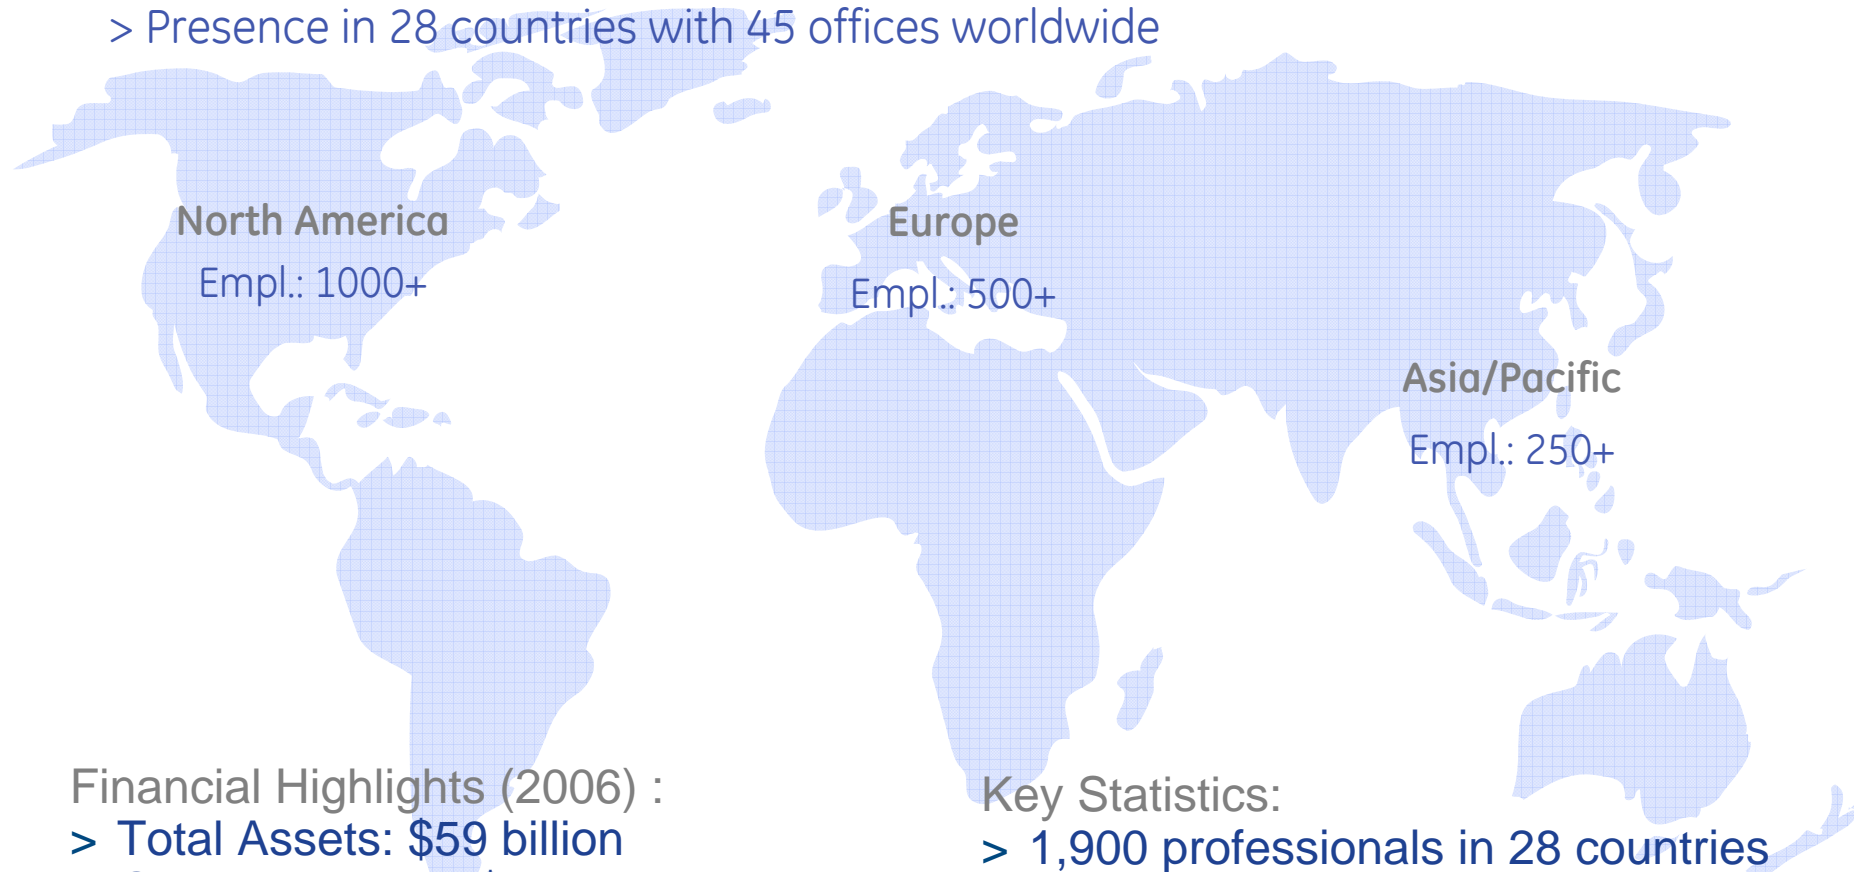 > Presence in 28 countries with 45 offices worldwide
North America
Empl.: 1000+
Europe
Empl.: 500+
Asia/Pacific
Empl.: 250+
Financial Highlights (2006) :
> Total Assets: $59 billion
Key Statistics:
> 1,900 professionals in 28 countries